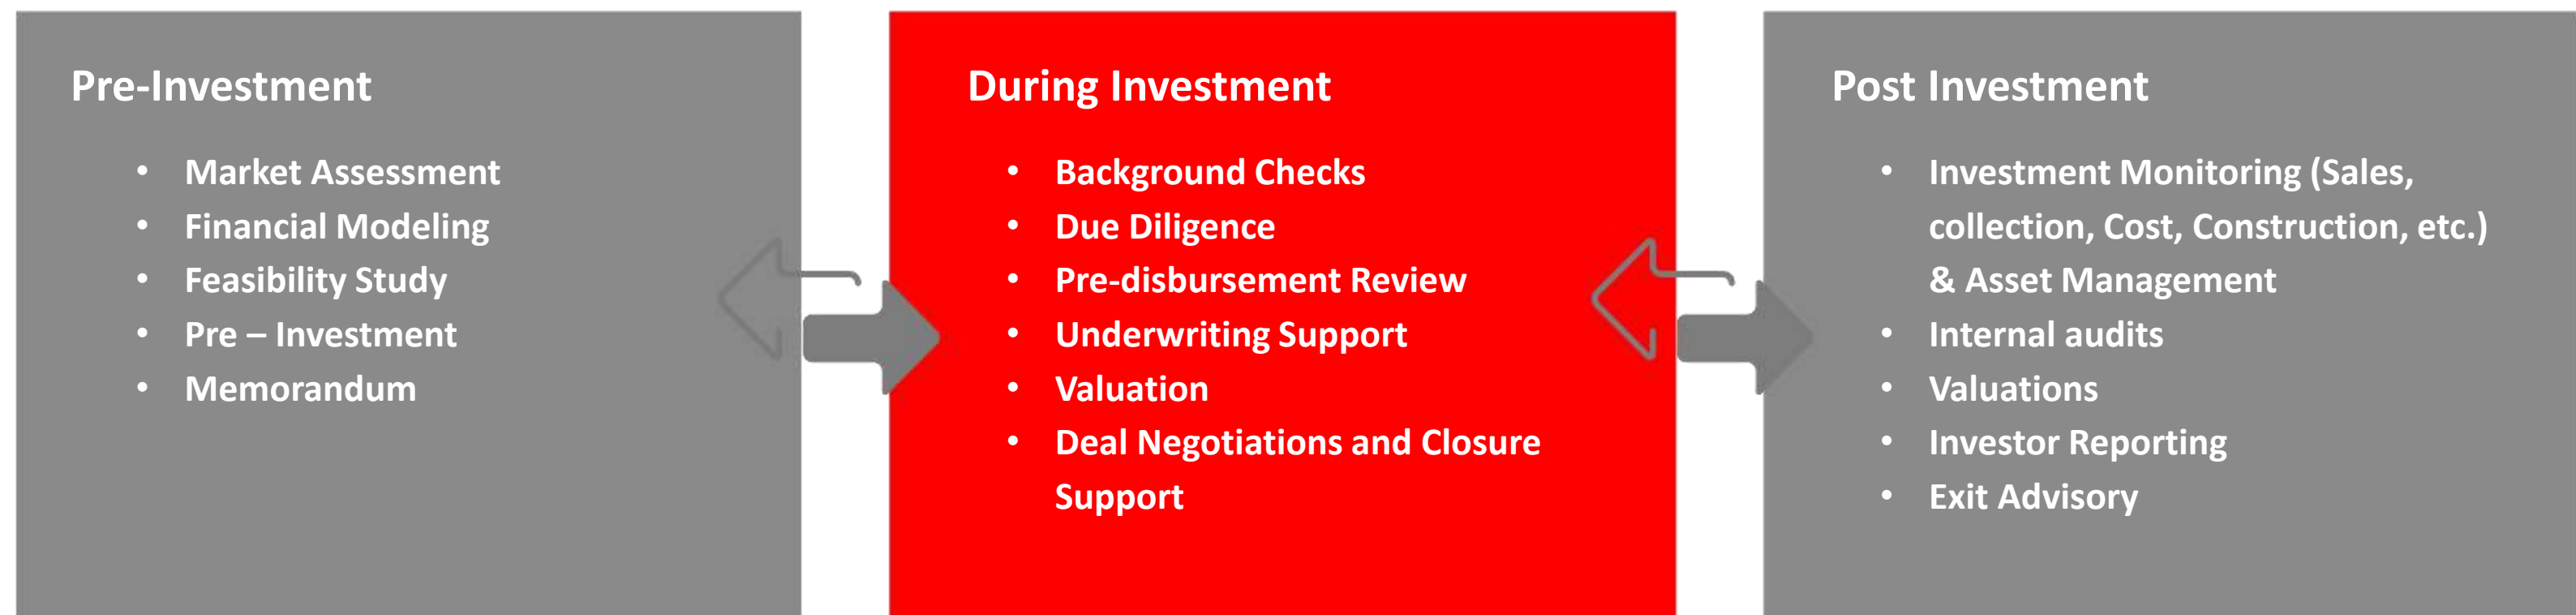 Pre-Investment
• Market Assessment
• Financial Modeling
• Feasibility Study
• Pre – Investment
• Memorandum
During Investment
• Background Checks
• Due Diligence
• Pre-disbursement Review
• Underwriting Support
• Valuation
• Deal Negotiations and Closure
Support
Post Investment
• Investment Monitoring (Sales,
collection, Cost, Construction, etc.)
& Asset Management
• Internal audits
• Valuations
• Investor Reporting
• Exit Advisory